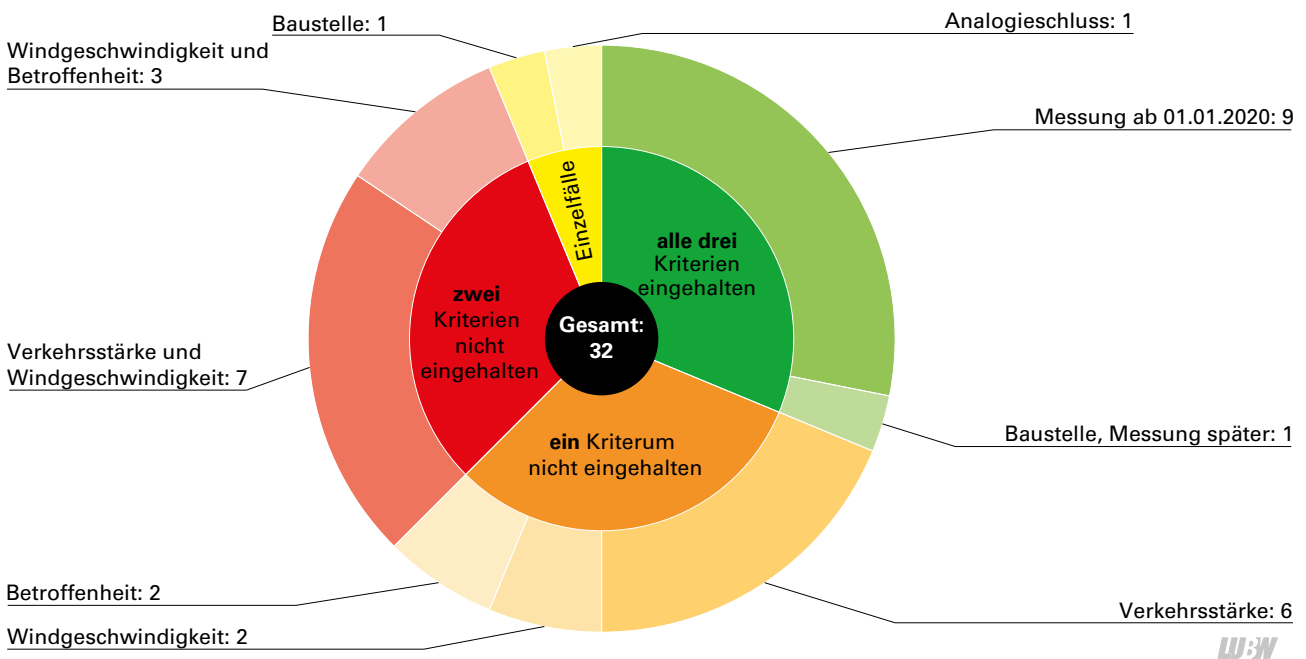 Baustelle: 1
Analogieschluss: 1
Windgeschwindigkeit und
Betroffenheit: 3
Messung ab 01.01.2020: 9
Einzelfälle
alle drei
Kriterien
eingehalten
zwei
Kriterien
nicht
eingehalten
Gesamt:
32
Verkehrsstärke und
Windgeschwindigkeit: 7
Baustelle, Messung später: 1
ein Kriterum
nicht eingehalten
Betroffenheit: 2
Verkehrsstärke: 6
Windgeschwindigkeit: 2
LUBW